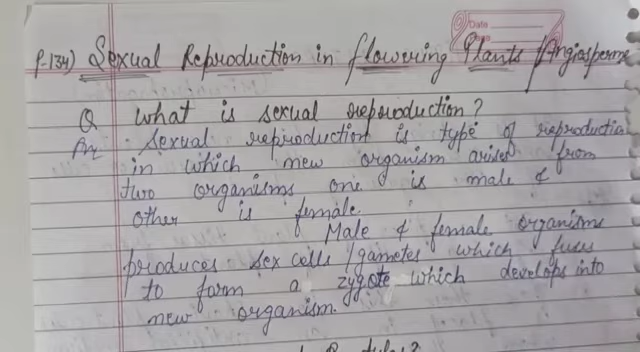 Date
P-134) Sexual Reproduction in flowering Plants /Angiosperms
Q what is sexual reproduction?
Ans Sexual reproduction is type of reproduction
in which new organism arises from
two organisms one is male &
other is female.
Male & female organisms
produces sex cells /gametes which fuses
to form a zygote which develops into
new organism.